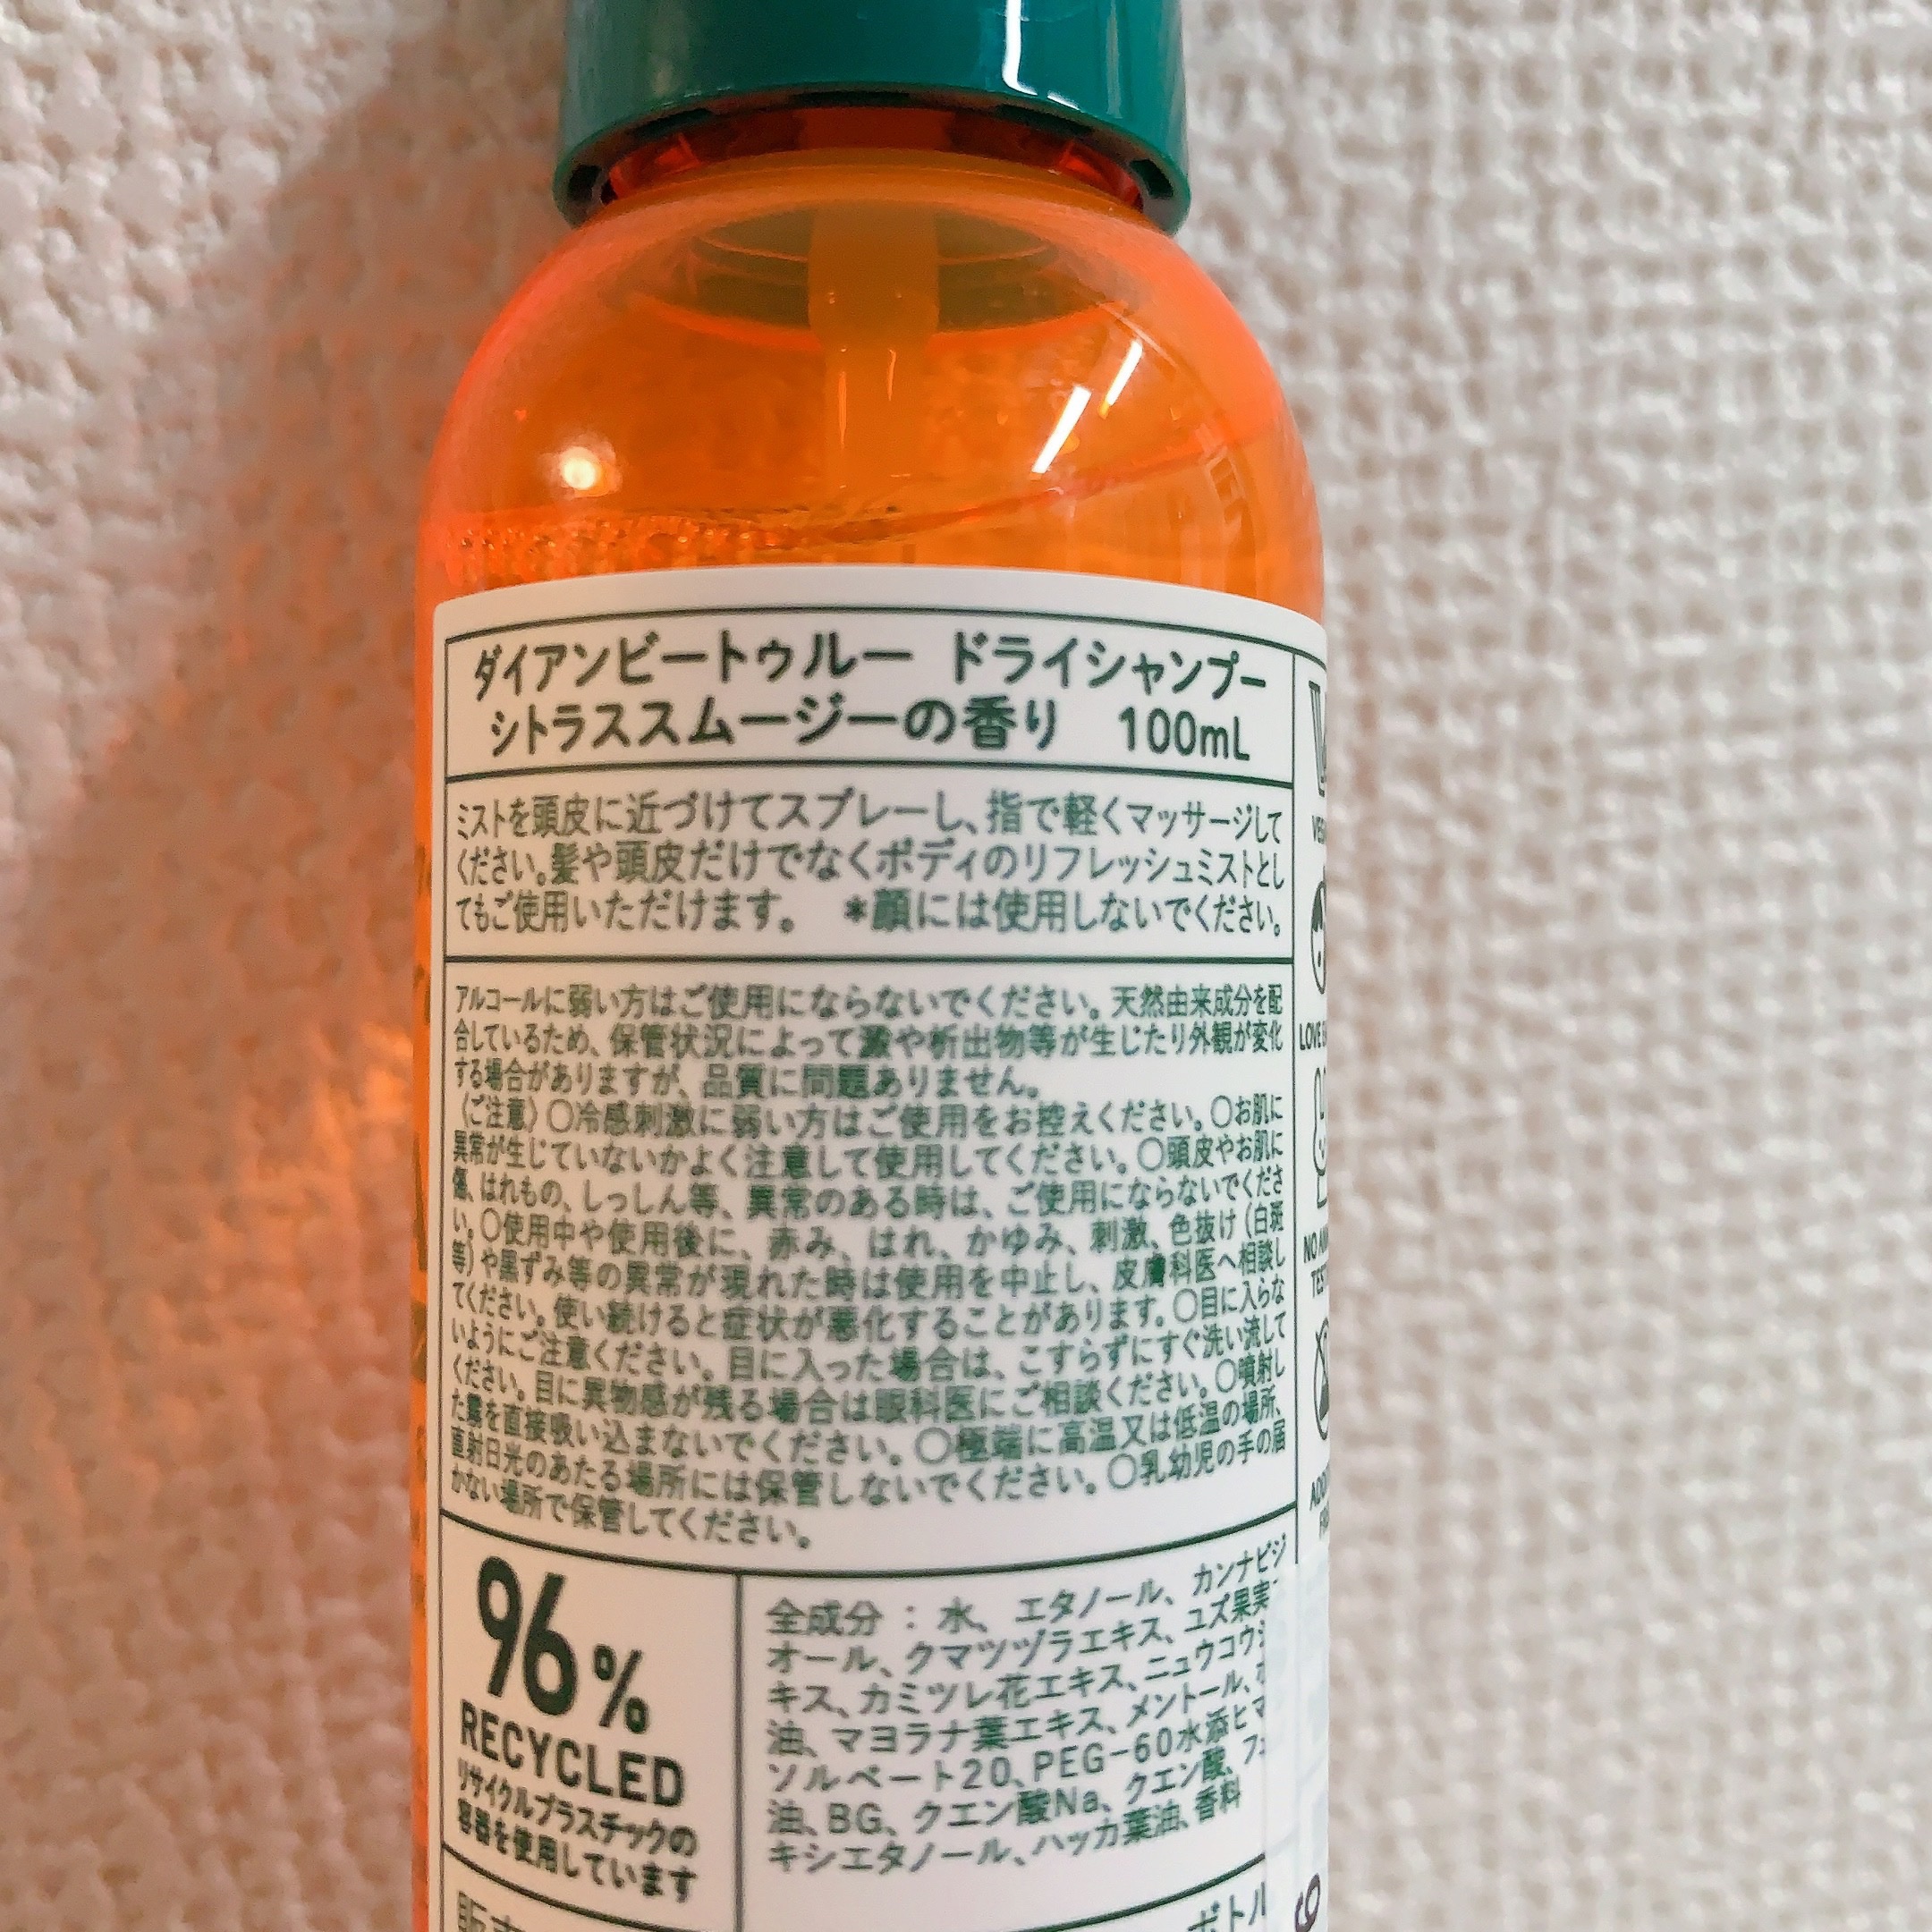 ダイアンビートゥルー ドライシャンプー
シトラススムージーの香り 100mL
ミストを頭皮に近づけてスプレーし、指で軽くマッサージして
ください。髪や頭皮だけでなくボディのリフレッシュミストとし
てもご使用いただけます。 *顔には使用しないでください。
アルコールに弱い方はご使用にならないでください。天然由来成分を配
合しているため、保管状況によって澱や析出物等が生じたり外観が変化
する場合がありますが、品質に問題ありません。
〈ご注意〉○冷感刺激に弱い方はご使用をお控えください。○お肌に
異常が生じていないかよく注意して使用してください。○頭皮やお肌に
傷、はれもの、しっしん等、異常のある時は、ご使用にならないでくださ
い。○使用中や使用後に、赤み、はれ、かゆみ、刺激、色抜け(白斑
等)や黒ずみ等の異常が現れた時は使用を中止し、皮膚科医へ相談し
てください。使い続けると症状が悪化することがあります。○目に入らな
いようにご注意ください。目に入った場合は、こすらずにすぐ洗い流して
ください。目に異物感が残る場合は眼科医にご相談ください。○噴射し
た霧を直接吸い込まないでください。○極端に高温又は低温の場所、
直射日光のあたる場所には保管しないでください。○乳幼児の手の届
かない場所で保管してください。
96%
RECYCLED
リサイクルプラスチックの
容器を使用しています
全成分：水、エタノール、カンナビジ
オール、クマツヅラエキス、ユズ果実
キス、カミツレ花エキス、ニュウコウジ
油、マヨラナ葉エキス、メントール、
ソルベート20、PEG-60水添ヒマ
油、BG、クエン酸Na、クエン酸、フェ
キシエタノール、ハッカ葉油、香料
LOVE
NO
ボトル